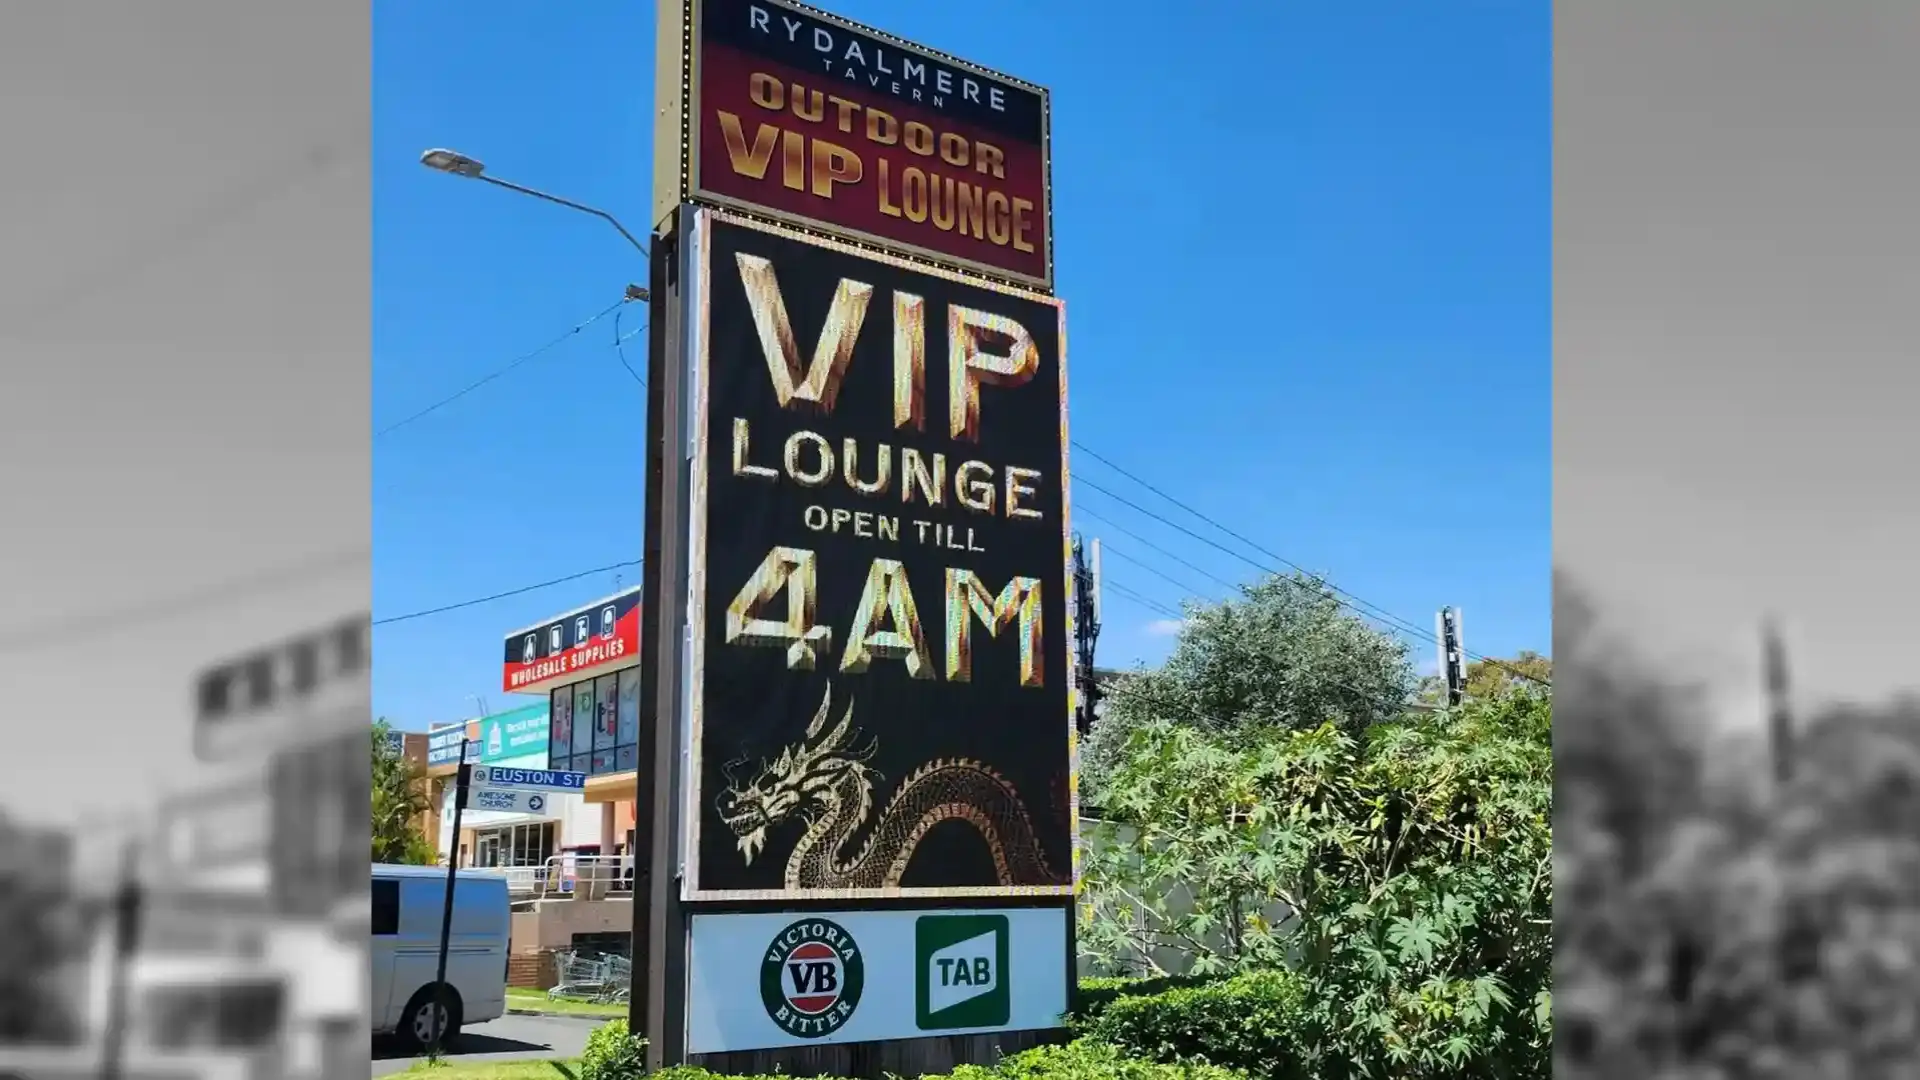 RYDALMERE
TAVERN
OUTDOOR
VIP LOUNGE
VIP
LOUNGE
OPEN TILL
4AM
WHOLESALE SUPPLIES
EUSTON ST
AWESOME
CHURCH
VICTORIA
VB
BITTER
TAB